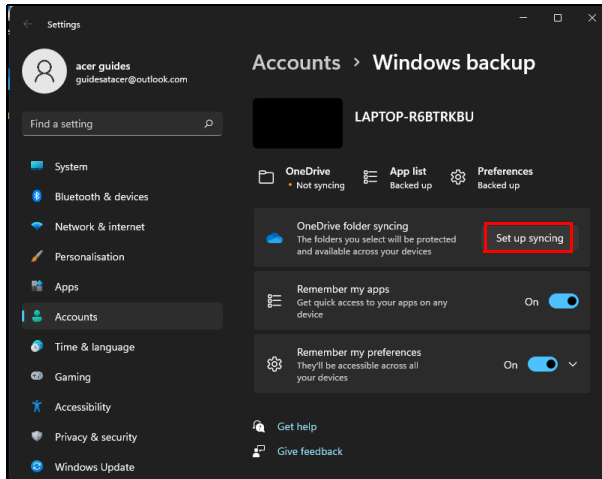 Settings
acer guides
guidesatacer@outlook.com
Find a setting
System
Bluetooth & devices
Network & internet
Personalisation
Apps
Accounts
Time & language
Gaming
Accessibility
Privacy & security
Windows Update
Accounts > Windows backup
LAPTOP-R6BTRKBU
OneDrive
• Not syncing
App list
Backed up
Preferences
Backed up
OneDrive folder syncing
The folders you select will be protected
and available across your devices
Set up syncing
Remember my apps
Get quick access to your apps on any
device
On
Remember my preferences
They'll be accessible across all
your devices
On
Get help
Give feedback